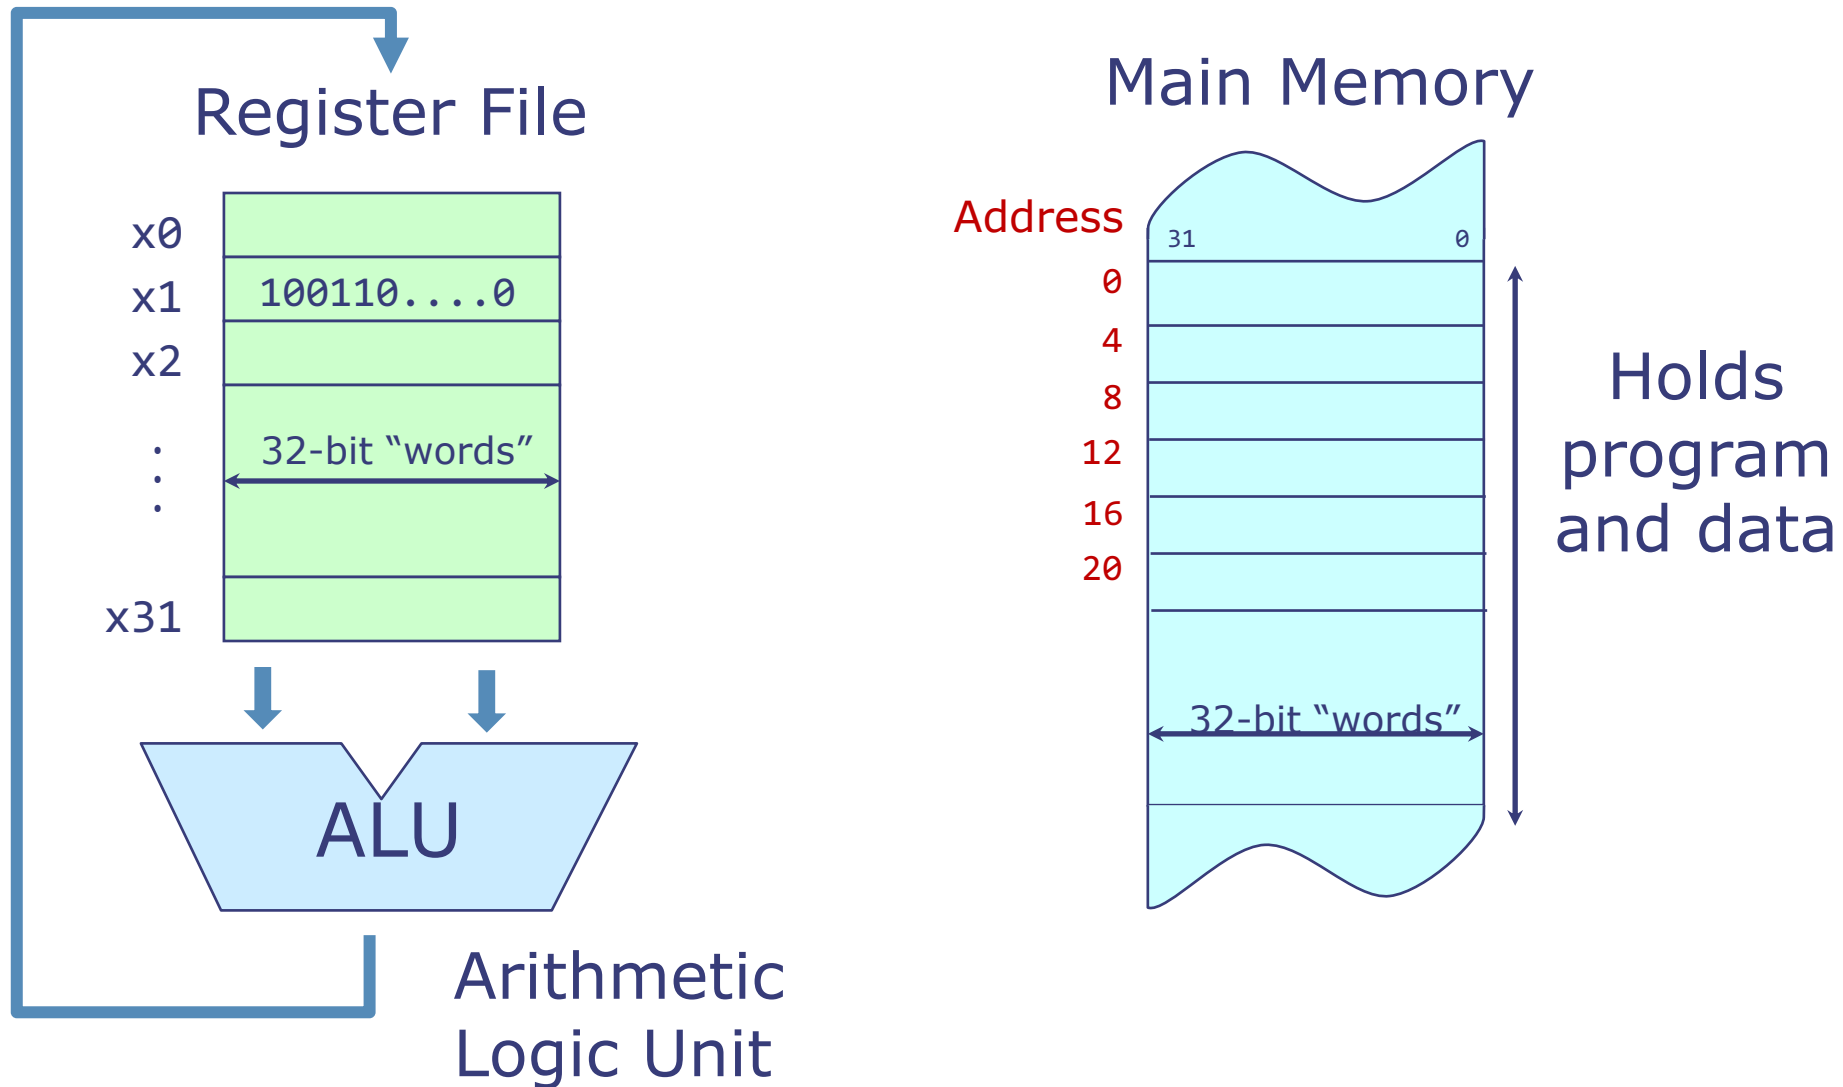 Register File
x0
x1
100110....0
x2
.
.
.
32-bit “words”
x31
ALU
Arithmetic
Logic Unit
Main Memory
Address
31 0
0
4
8
12
16
20
32-bit “words”
Holds
program
and data